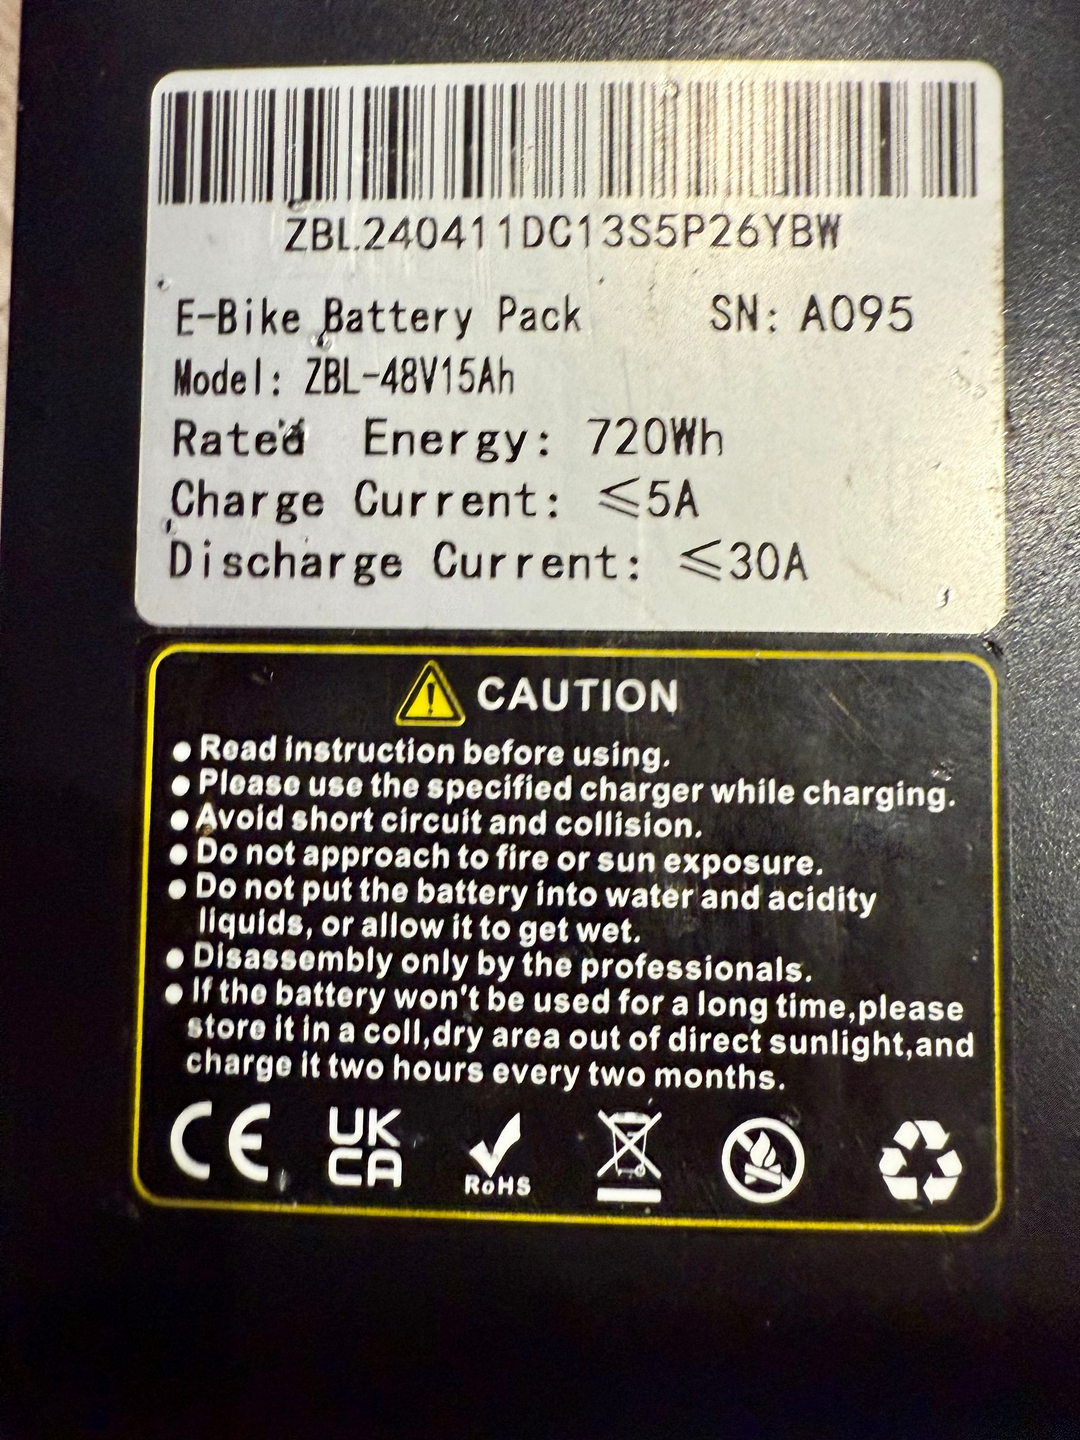 ZBL240411DC13S5P26YBW
E-Bike Battery Pack SN: A095
Model: ZBL-48V15Ah
Rated Energy: 720Wh
Charge Current: ≤5A
Discharge Current: ≤30A
CAUTION
● Read instruction before using.
● Please use the specified charger while charging.
● Avoid short circuit and collision.
● Do not approach to fire or sun exposure.
● Do not put the battery into water and acidity
liquids, or allow it to get wet.
● Disassembly only by the professionals.
● If the battery won't be used for a long time,please
store it in a coll,dry area out of direct sunlight,and
charge it two hours every two months.
CE UK CA RoHS